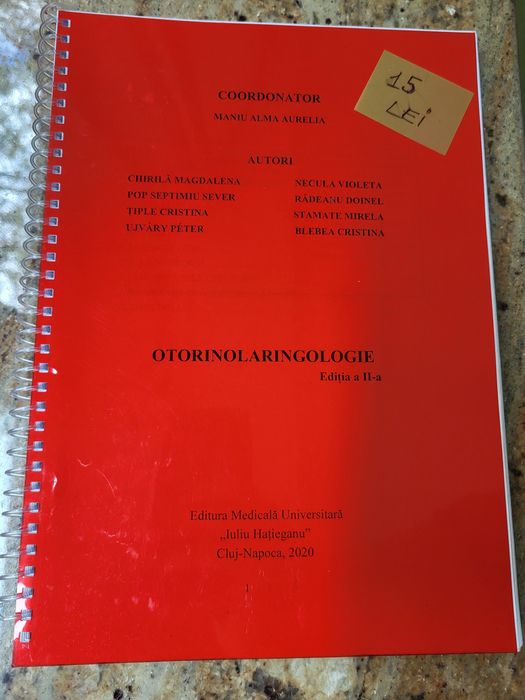 15
LEI
COORDONATOR
MANIU ALMA AURELIA
AUTORI
CHIRILĂ MAGDALENA
NECULA VIOLETA
POP SEPTIMIU SEVER
RĂDEANU DOINEL
ȚIPLE CRISTINA
STAMATE MIRELA
UJVÁRY PÉTER
BLEBEA CRISTINA
OTORINOLARINGOLOGIE
Ediția a II-a
Editura Medicală Universitară
„Iuliu Hațieganu”
Cluj-Napoca, 2020
1